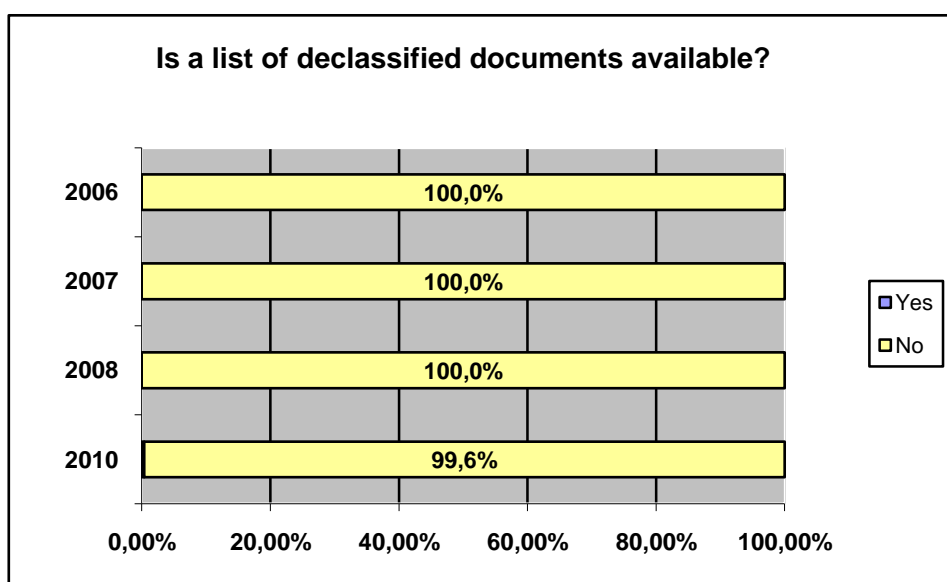 Is a list of declassified documents available?
2006
100,0%
2007
100,0%
2008
100,0%
2010
99,6%
Yes
No
0,00% 20,00% 40,00% 60,00% 80,00% 100,00%